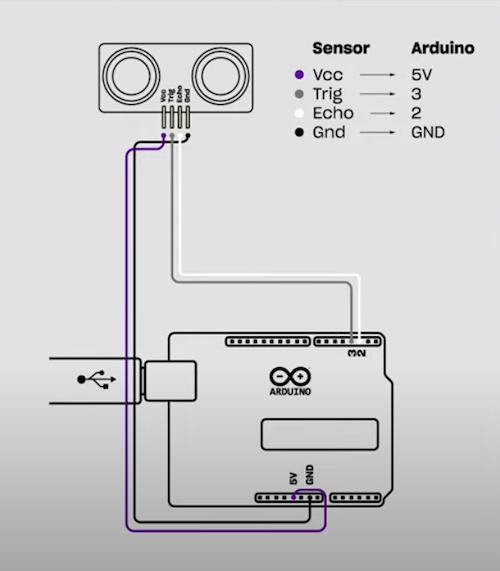 Sensor Arduino
Vcc 5V
Trig 3
Echo 2
Gnd GND
Vcc
Trig
Echo
Gnd
3
2
ARDUINO
5V
GND